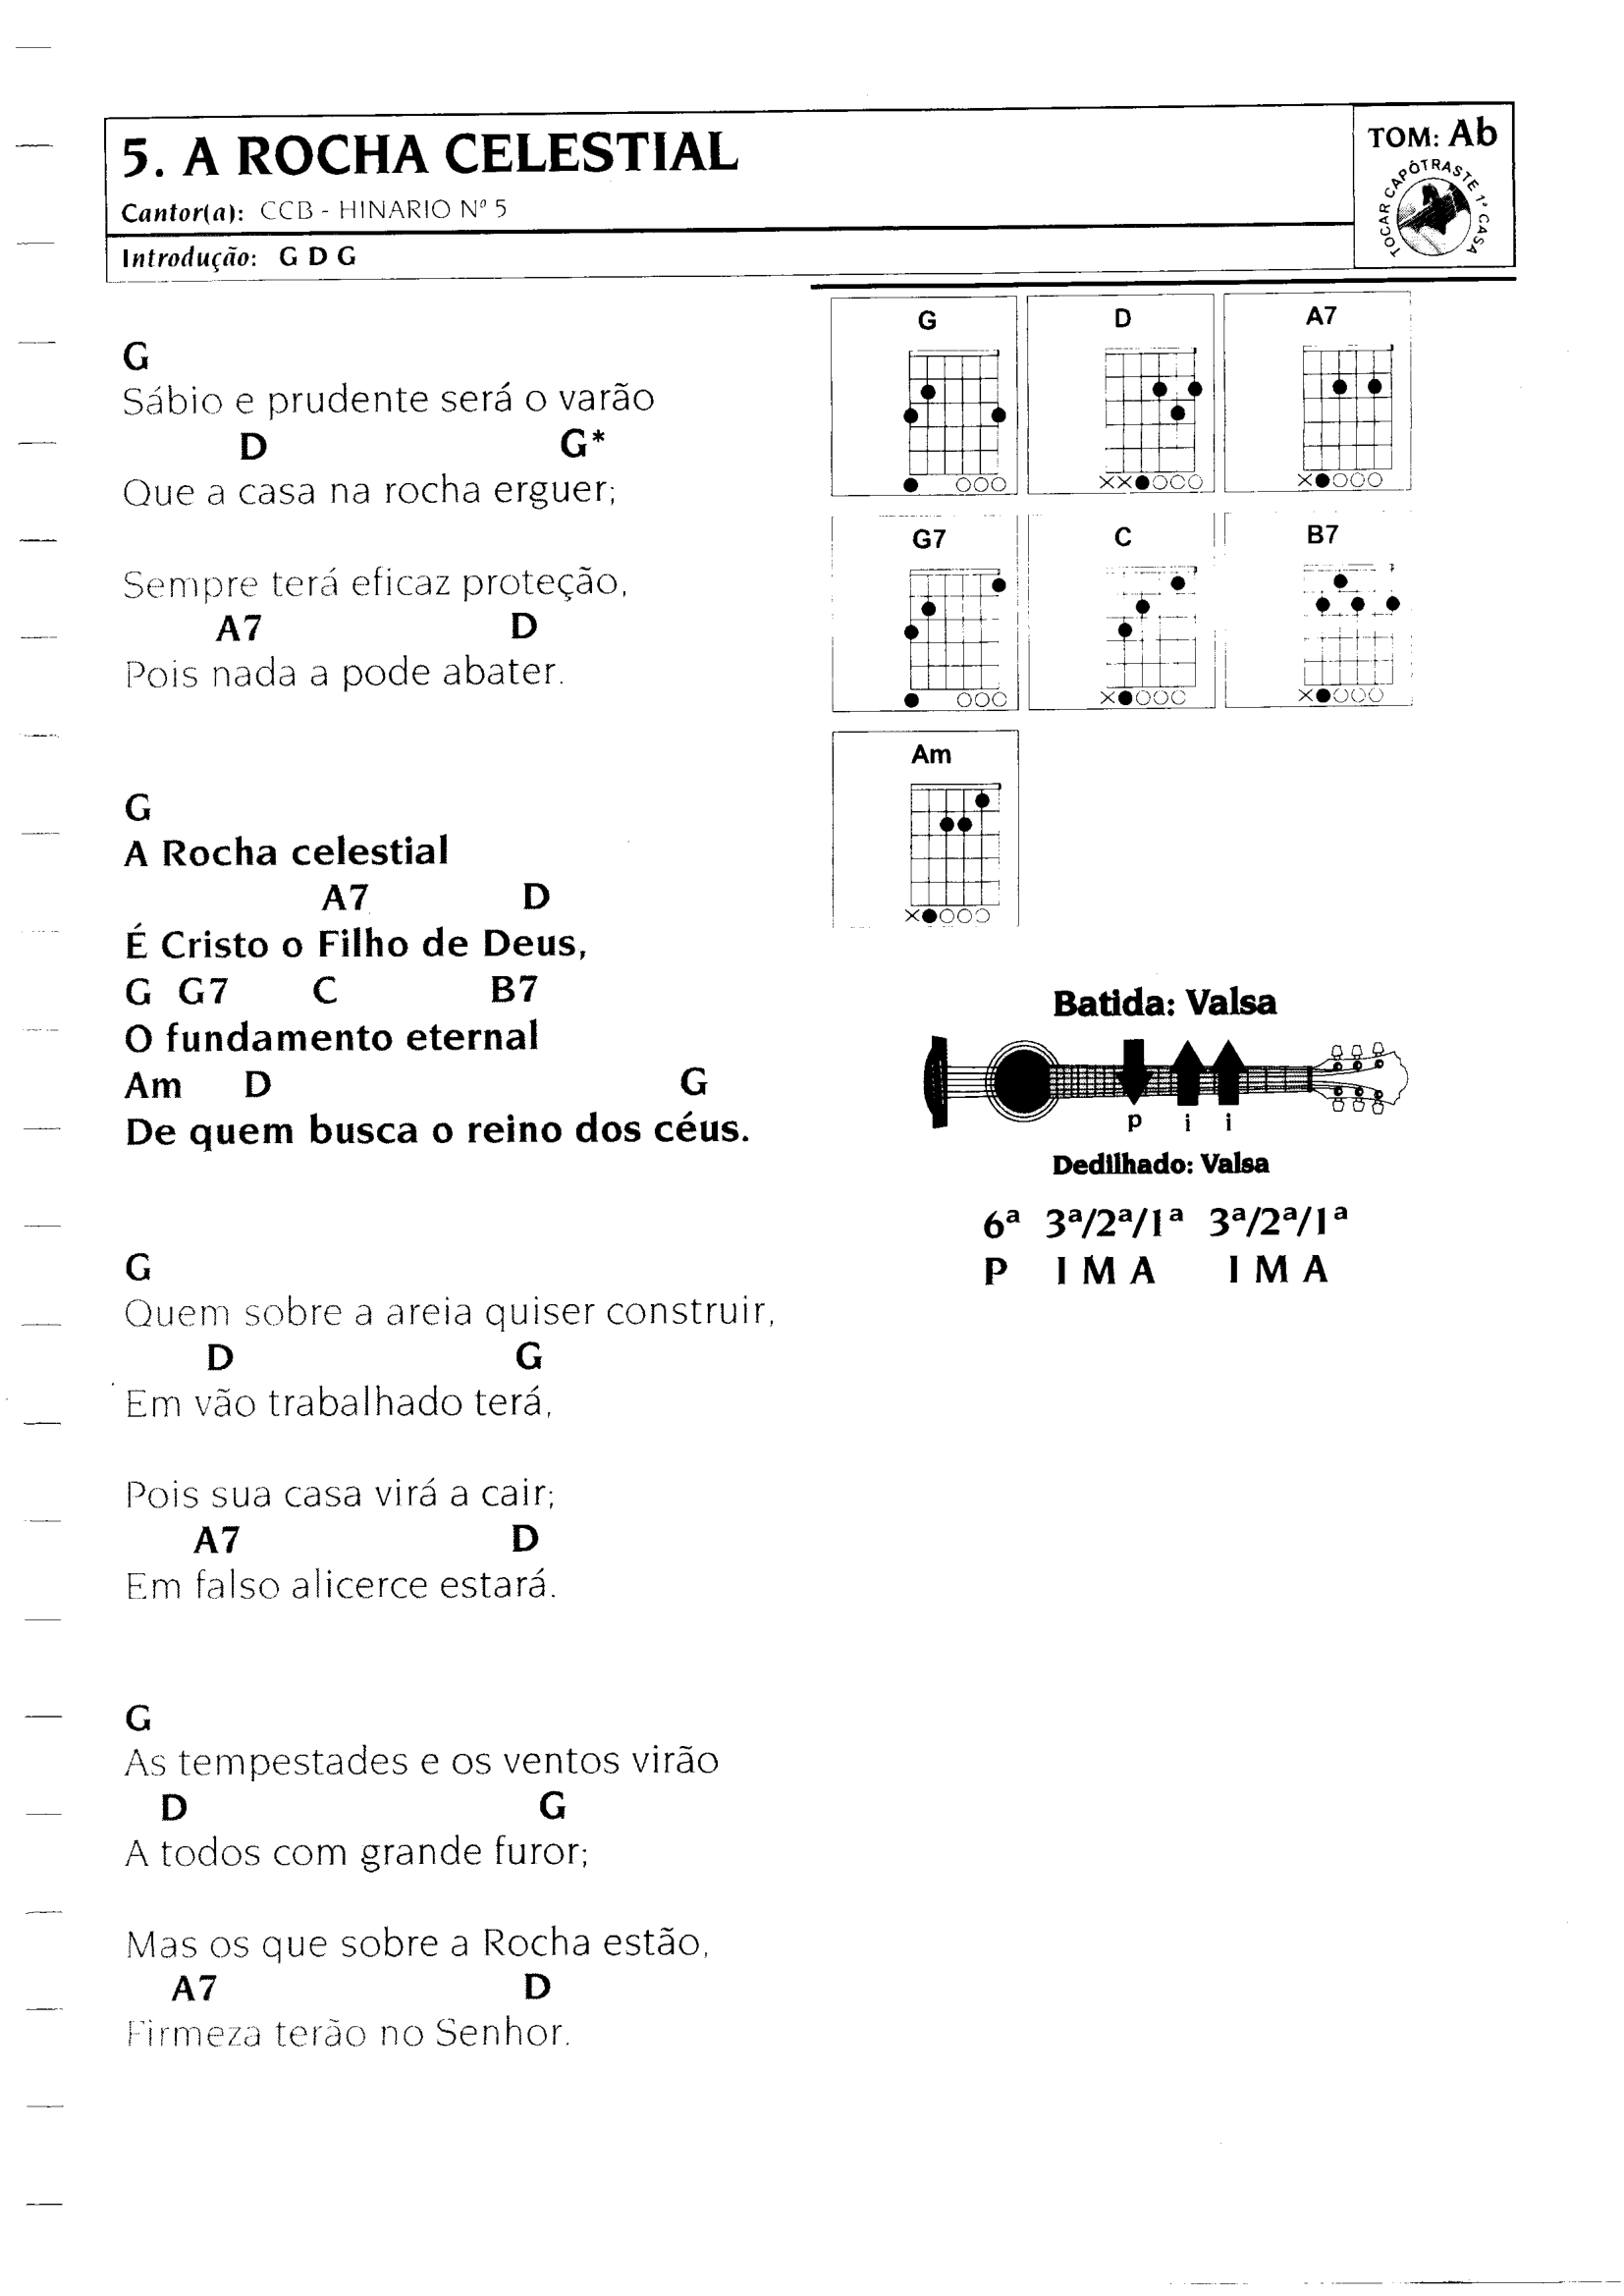 5. A ROCHA CELESTIAL
Cantor(a): CCB - HINARIO Nº 5
Introdução: G D G
TOM: Ab
TOCAR CAPÓTRASTE 1ª CASA
G
Sábio e prudente será o varão
D G*
Que a casa na rocha erguer;
Sempre terá eficaz proteção,
A7 D
Pois nada a pode abater.
G
A Rocha celestial
A7 D
É Cristo o Filho de Deus,
G G7 C B7
O fundamento eternal
Am D G
De quem busca o reino dos céus.
G
Quem sobre a areia quiser construir,
D G
Em vão trabalhado terá,
Pois sua casa virá a cair;
A7 D
Em falso alicerce estará.
G
As tempestades e os ventos virão
D G
A todos com grande furor;
Mas os que sobre a Rocha estão,
A7 D
Firmeza terão no Senhor.
G D A7
G7 C B7
Am
Batida: Valsa
p i i
Dedilhado: Valsa
6ª 3ª/2ª/1ª 3ª/2ª/1ª
P I M A I M A